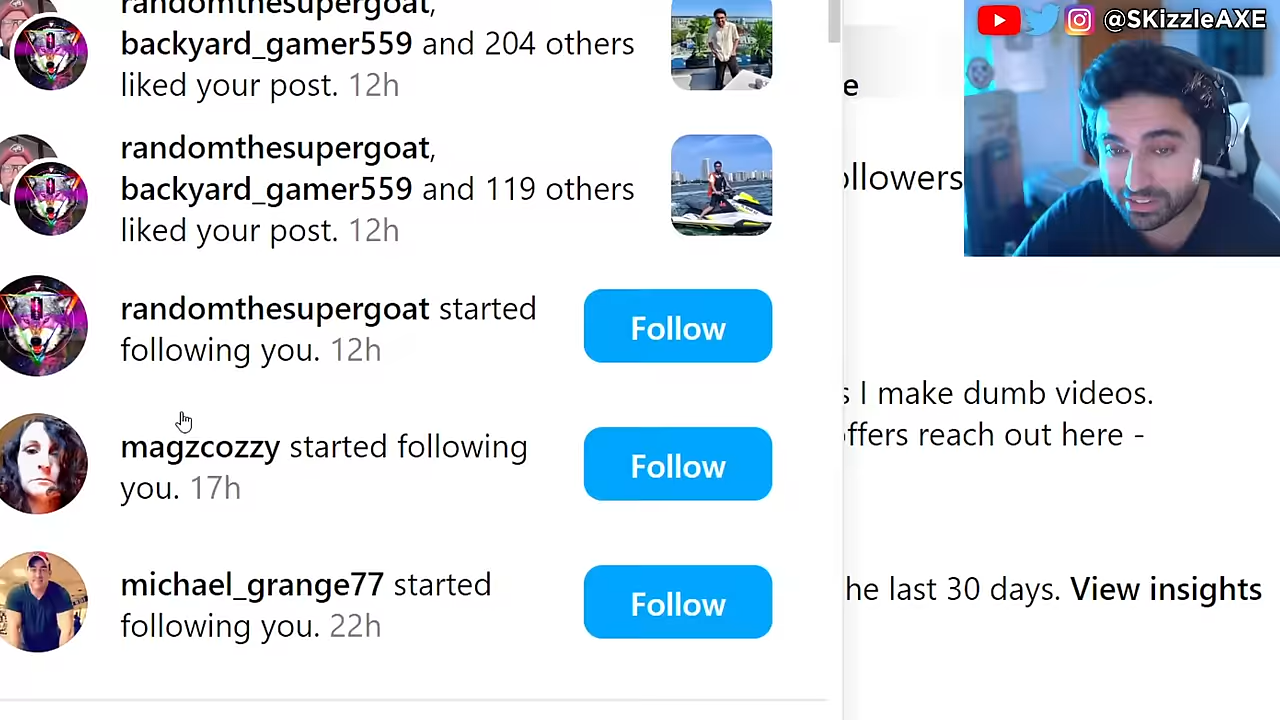 randomthesupergoat,
backyard_gamer559 and 204 others
liked your post. 12h
randomthesupergoat,
backyard_gamer559 and 119 others
liked your post. 12h
randomthesupergoat started
following you. 12h
Follow
magzcozzy started following
you. 17h
Follow
michael_grange77 started
following you. 22h
Follow
@SKizzleAXE
e
ollowers
s I make dumb videos.
offers reach out here -
he last 30 days. View insights